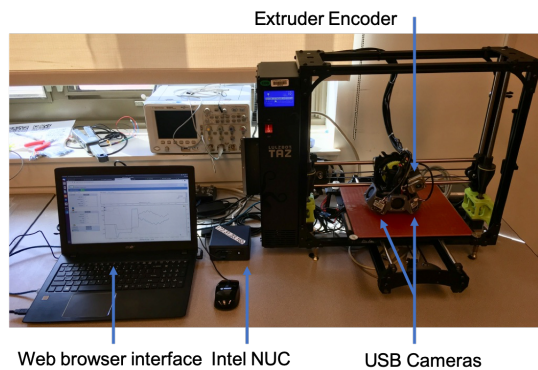 Extruder Encoder
LULZBOT
TAZ
Web browser interface
Intel NUC
USB Cameras